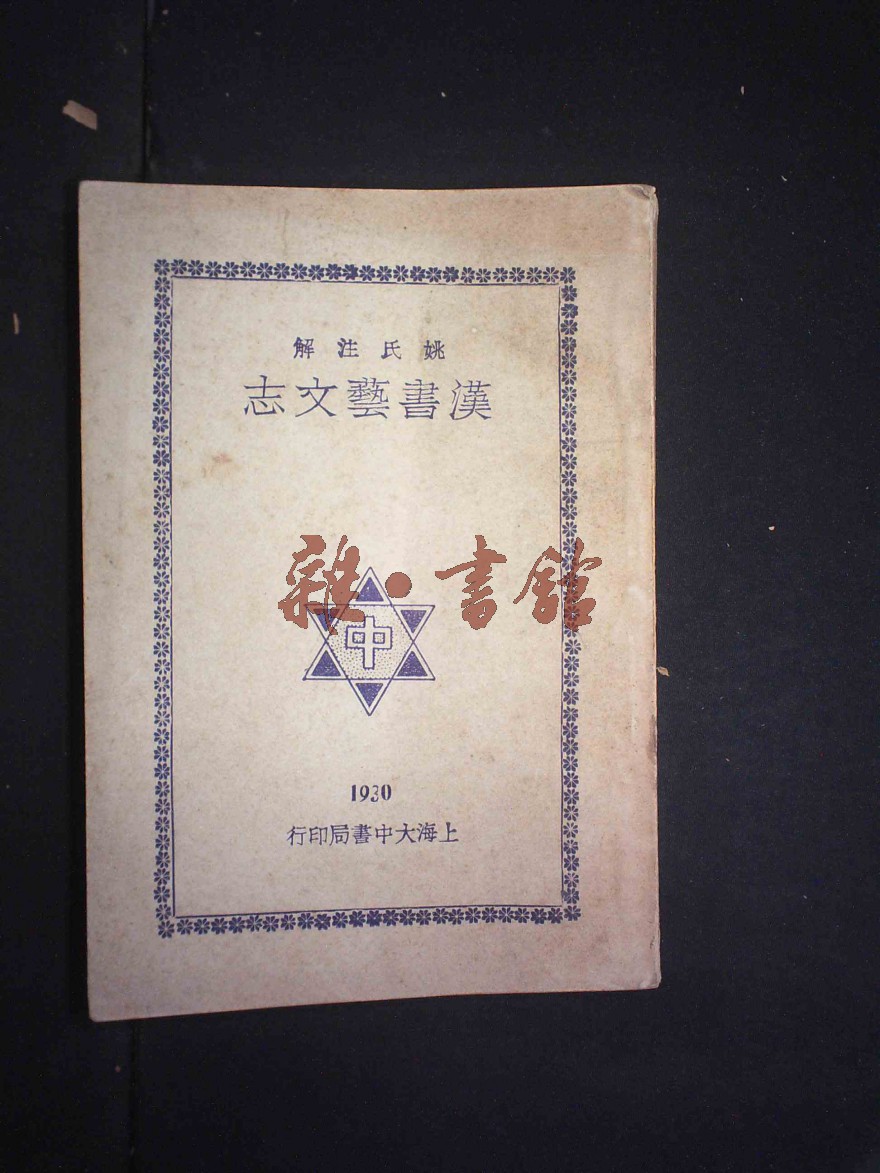 姚氏注解
漢書藝文志
雜·書館
中
1930
上海大中書局印行